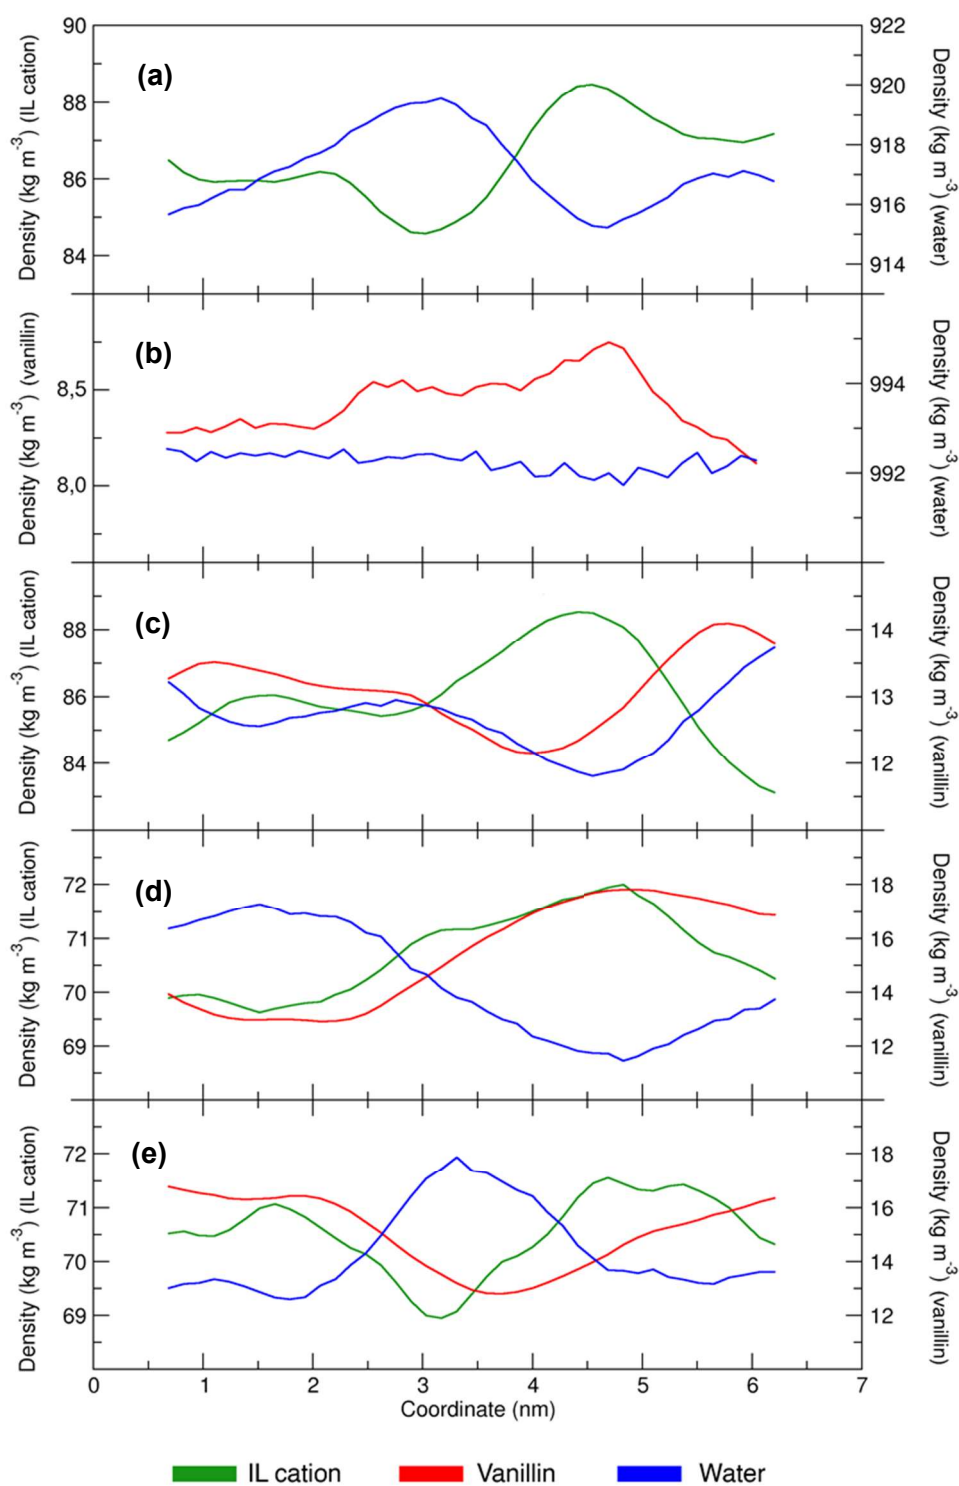 90
922
(a)
920
88
918
86
916
84
914
Density (kg m-3) (IL cation)
Density (kg m-3) (water)
(b)
994
8,5
992
8,0
Density (kg m-3) (vanillin)
Density (kg m-3) (water)
(c)
88
14
86
13
84
12
Density (kg m-3) (IL cation)
Density (kg m-3) (vanillin)
(d)
72
18
71
16
70
14
69
12
Density (kg m-3) (IL cation)
Density (kg m-3) (vanillin)
(e)
72
18
71
16
70
14
69
12
Density (kg m-3) (IL cation)
Density (kg m-3) (vanillin)
0 1 2 3 4 5 6 7
Coordinate (nm)
IL cation Vanillin Water